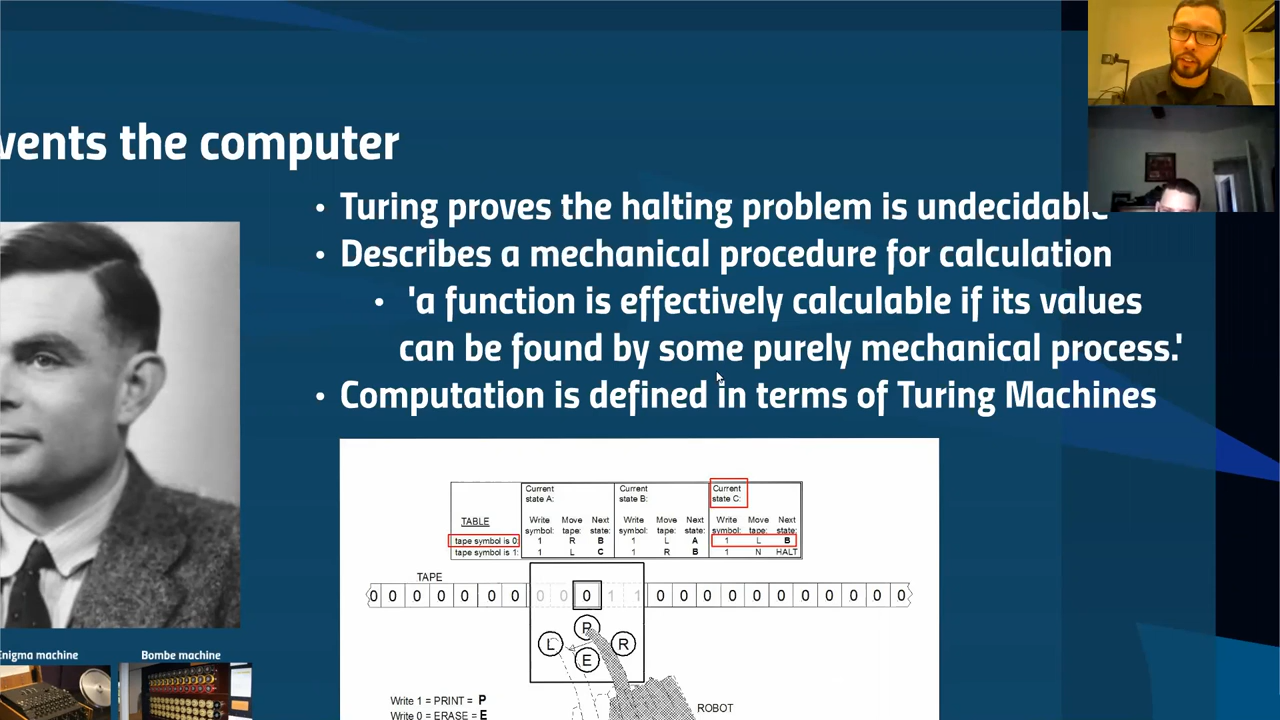 vents the computer
• Turing proves the halting problem is undecidable
• Describes a mechanical procedure for calculation
• 'a function is effectively calculable if its values
can be found by some purely mechanical process.'
• Computation is defined in terms of Turing Machines
Enigma machine
Bombe machine
Current state A:
Current state B:
Current state C:
TABLE
Write symbol: Move tape: Next state: Write symbol: Move tape: Next state: Write symbol: Move tape: Next state:
tape symbol is 0: 1 R B 1 L A 1 L B
tape symbol is 1: 1 L C 1 R B 1 N HALT
TAPE
0 0 0 0 0 0 0 0 0 0 1 1 0 0 0 0 0 0 0 0 0 0 0
P
L R
E
Write 1 = PRINT = P
Write 0 = ERASE = E
ROBOT